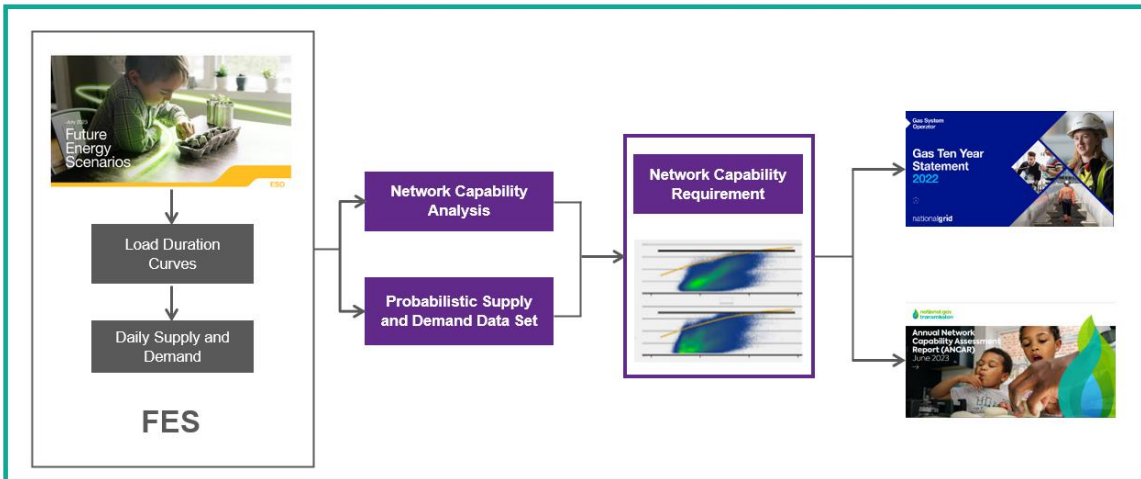 July 2023
Future
Energy
Scenarios
ESO
Load Duration
Curves
Daily Supply and
Demand
FES
Network Capability
Analysis
Probabilistic Supply
and Demand Data Set
Network Capability
Requirement
Gas System
Operator
Gas Ten Year
Statement
2022
nationalgrid
national gas
transmission
Annual Network
Capability Assessment
Report (ANCAR)
June 2023